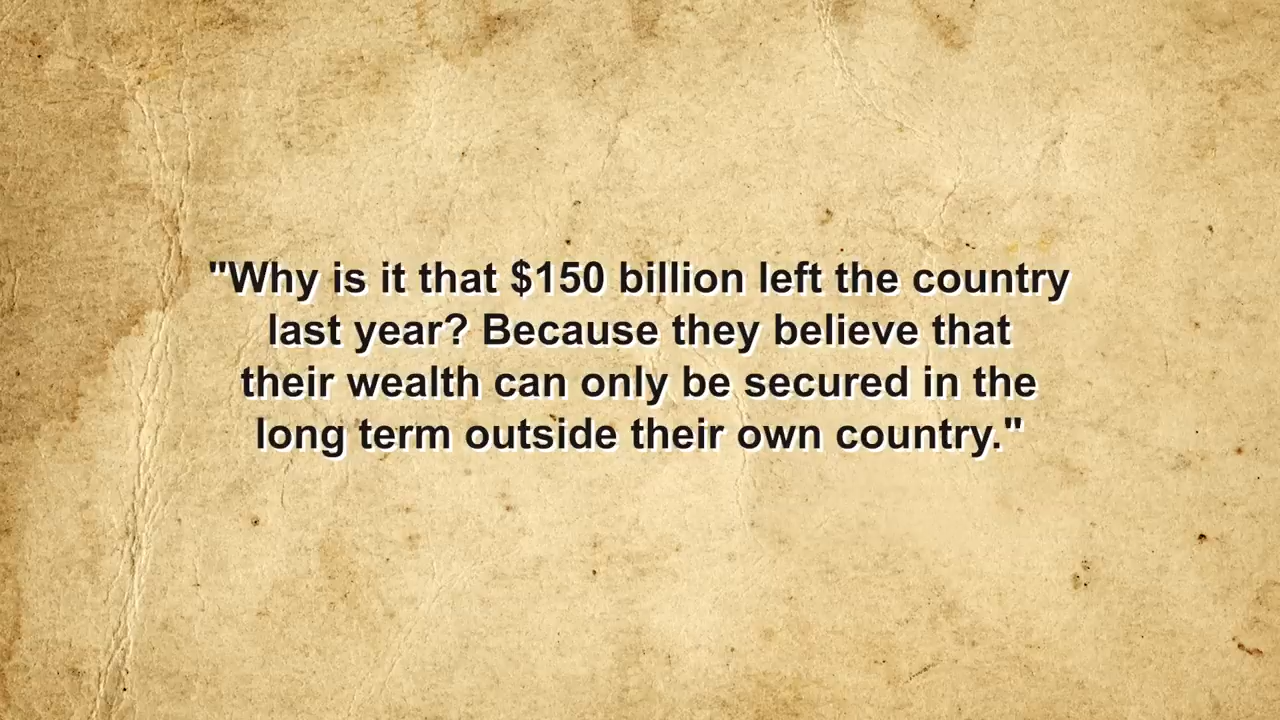 "Why is it that $150 billion left the country
last year? Because they believe that
their wealth can only be secured in the
long term outside their own country."